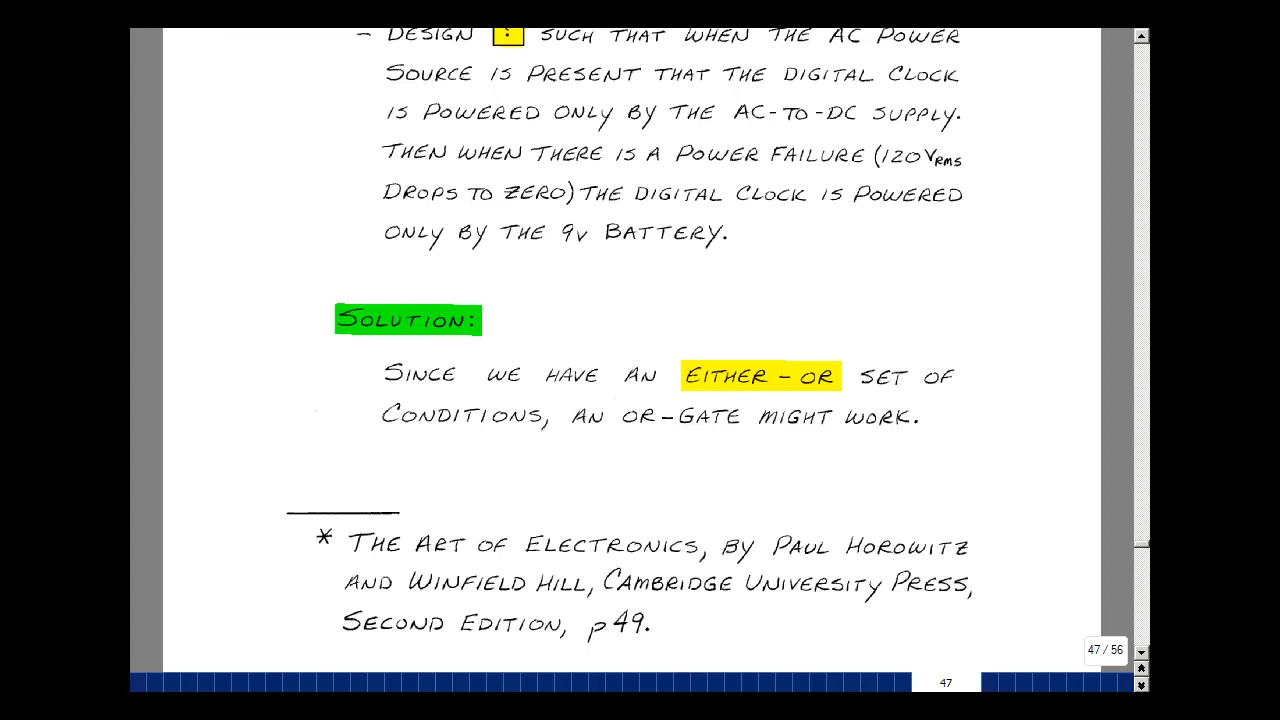 - DESIGN ? SUCH THAT WHEN THE AC POWER
SOURCE IS PRESENT THAT THE DIGITAL CLOCK
IS POWERED ONLY BY THE AC-TO-DC SUPPLY.
THEN WHEN THERE IS A POWER FAILURE (120VRMS
DROPS TO ZERO) THE DIGITAL CLOCK IS POWERED
ONLY BY THE 9V BATTERY.
SOLUTION:
SINCE WE HAVE AN EITHER-OR SET OF
CONDITIONS, AN OR-GATE MIGHT WORK.
* THE ART OF ELECTRONICS, BY PAUL HOROWITZ
AND WINFIELD HILL, CAMBRIDGE UNIVERSITY PRESS,
SECOND EDITION, p 49.
47 / 56
47